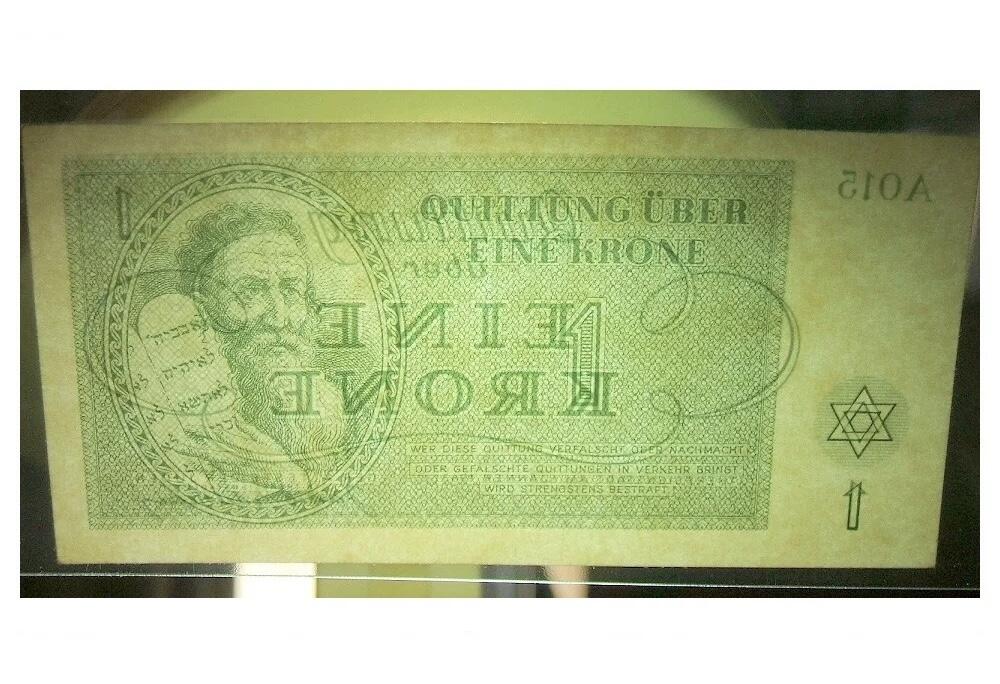 1
QUITTUNG ÜBER
EINE KRONE
A015
EINE
1
KRONE
WER DIESE QUITTUNG VERFÄLSCHT ODER NACHMACHT
ODER GEFÄLSCHTE QUITTUNGEN IN VERKEHR BRINGT
WIRD STRENGSTENS BESTRAFT
1